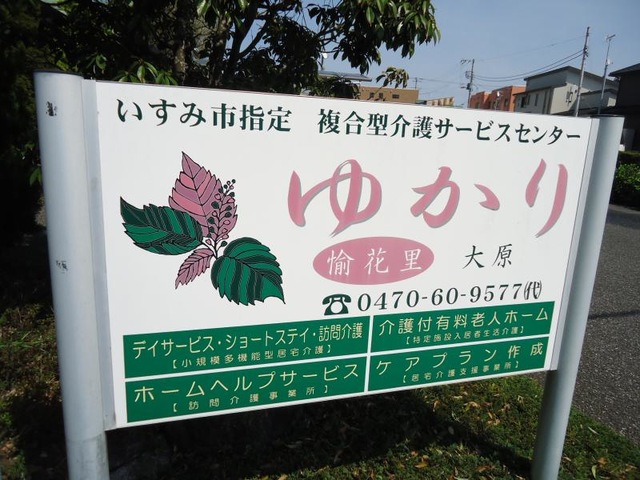 いすみ市指定 複合型介護サービスセンター
ゆかり
愉花里 大原
☎0470-60-9577(代)
デイサービス・ショートステイ・訪問介護
【小規模多機能型居宅介護】
介護付有料老人ホーム
【特定施設入居者生活介護】
ホームヘルプサービス
【訪問介護事業所】
ケアプラン作成
【居宅介護支援事業所】